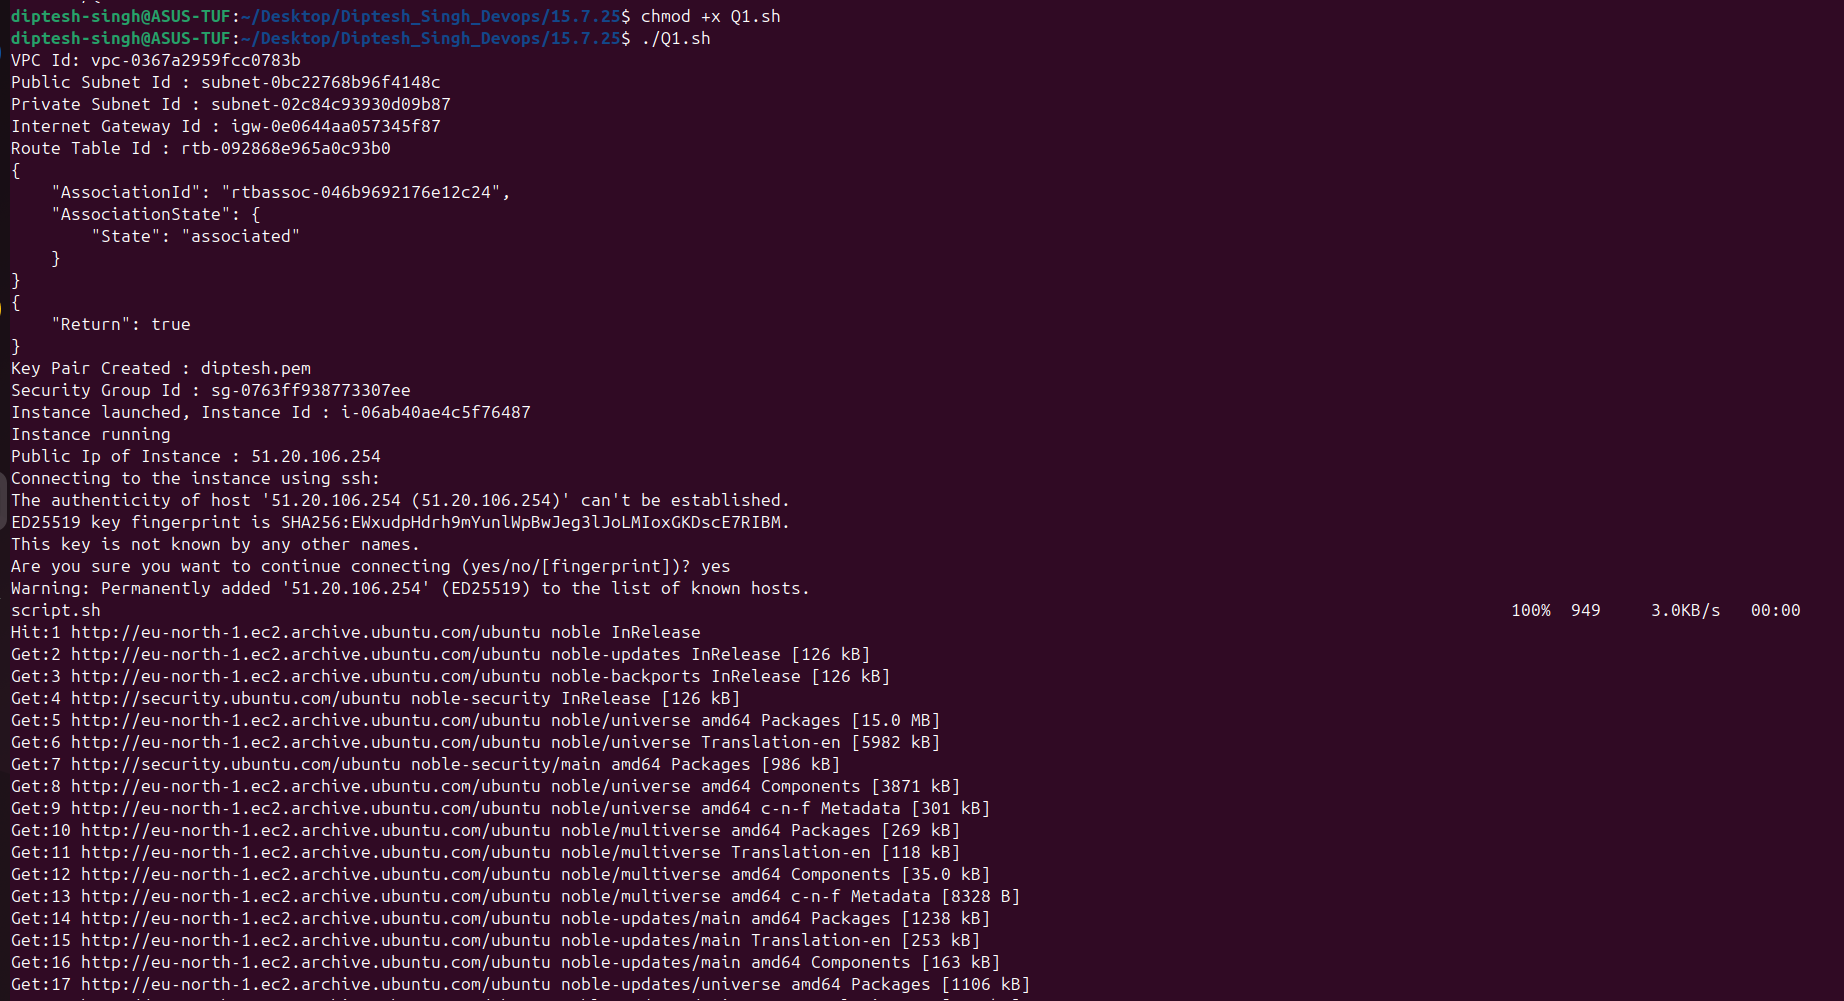 diptesh-singh@ASUS-TUF:~/Desktop/Diptesh_Singh_Devops/15.7.25$ chmod +x Q1.sh
diptesh-singh@ASUS-TUF:~/Desktop/Diptesh_Singh_Devops/15.7.25$ ./Q1.sh
VPC Id: vpc-0367a2959fcc0783b
Public Subnet Id : subnet-0bc22768b96f4148c
Private Subnet Id : subnet-02c84c93930d09b87
Internet Gateway Id : igw-0e0644aa057345f87
Route Table Id : rtb-092868e965a0c93b0
{
    "AssociationId": "rtbassoc-046b9692176e12c24",
    "AssociationState": {
        "State": "associated"
    }
}
{
    "Return": true
}
Key Pair Created : diptesh.pem
Security Group Id : sg-0763ff938773307ee
Instance launched, Instance Id : i-06ab40ae4c5f76487
Instance running
Public Ip of Instance : 51.20.106.254
Connecting to the instance using ssh:
The authenticity of host '51.20.106.254 (51.20.106.254)' can't be established.
ED25519 key fingerprint is SHA256:EWxudpHdrh9mYunlWpBwJeg3lJoLMIoxGKDscE7RIBM.
This key is not known by any other names.
Are you sure you want to continue connecting (yes/no/[fingerprint])? yes
Warning: Permanently added '51.20.106.254' (ED25519) to the list of known hosts.
script.sh 100% 949 3.0KB/s 00:00
Hit:1 http://eu-north-1.ec2.archive.ubuntu.com/ubuntu noble InRelease
Get:2 http://eu-north-1.ec2.archive.ubuntu.com/ubuntu noble-updates InRelease [126 kB]
Get:3 http://eu-north-1.ec2.archive.ubuntu.com/ubuntu noble-backports InRelease [126 kB]
Get:4 http://security.ubuntu.com/ubuntu noble-security InRelease [126 kB]
Get:5 http://eu-north-1.ec2.archive.ubuntu.com/ubuntu noble/universe amd64 Packages [15.0 MB]
Get:6 http://eu-north-1.ec2.archive.ubuntu.com/ubuntu noble/universe Translation-en [5982 kB]
Get:7 http://security.ubuntu.com/ubuntu noble-security/main amd64 Packages [986 kB]
Get:8 http://eu-north-1.ec2.archive.ubuntu.com/ubuntu noble/universe amd64 Components [3871 kB]
Get:9 http://eu-north-1.ec2.archive.ubuntu.com/ubuntu noble/universe amd64 c-n-f Metadata [301 kB]
Get:10 http://eu-north-1.ec2.archive.ubuntu.com/ubuntu noble/multiverse amd64 Packages [269 kB]
Get:11 http://eu-north-1.ec2.archive.ubuntu.com/ubuntu noble/multiverse Translation-en [118 kB]
Get:12 http://eu-north-1.ec2.archive.ubuntu.com/ubuntu noble/multiverse amd64 Components [35.0 kB]
Get:13 http://eu-north-1.ec2.archive.ubuntu.com/ubuntu noble/multiverse amd64 c-n-f Metadata [8328 B]
Get:14 http://eu-north-1.ec2.archive.ubuntu.com/ubuntu noble-updates/main amd64 Packages [1238 kB]
Get:15 http://eu-north-1.ec2.archive.ubuntu.com/ubuntu noble-updates/main Translation-en [253 kB]
Get:16 http://eu-north-1.ec2.archive.ubuntu.com/ubuntu noble-updates/main amd64 Components [163 kB]
Get:17 http://eu-north-1.ec2.archive.ubuntu.com/ubuntu noble-updates/universe amd64 Packages [1106 kB]